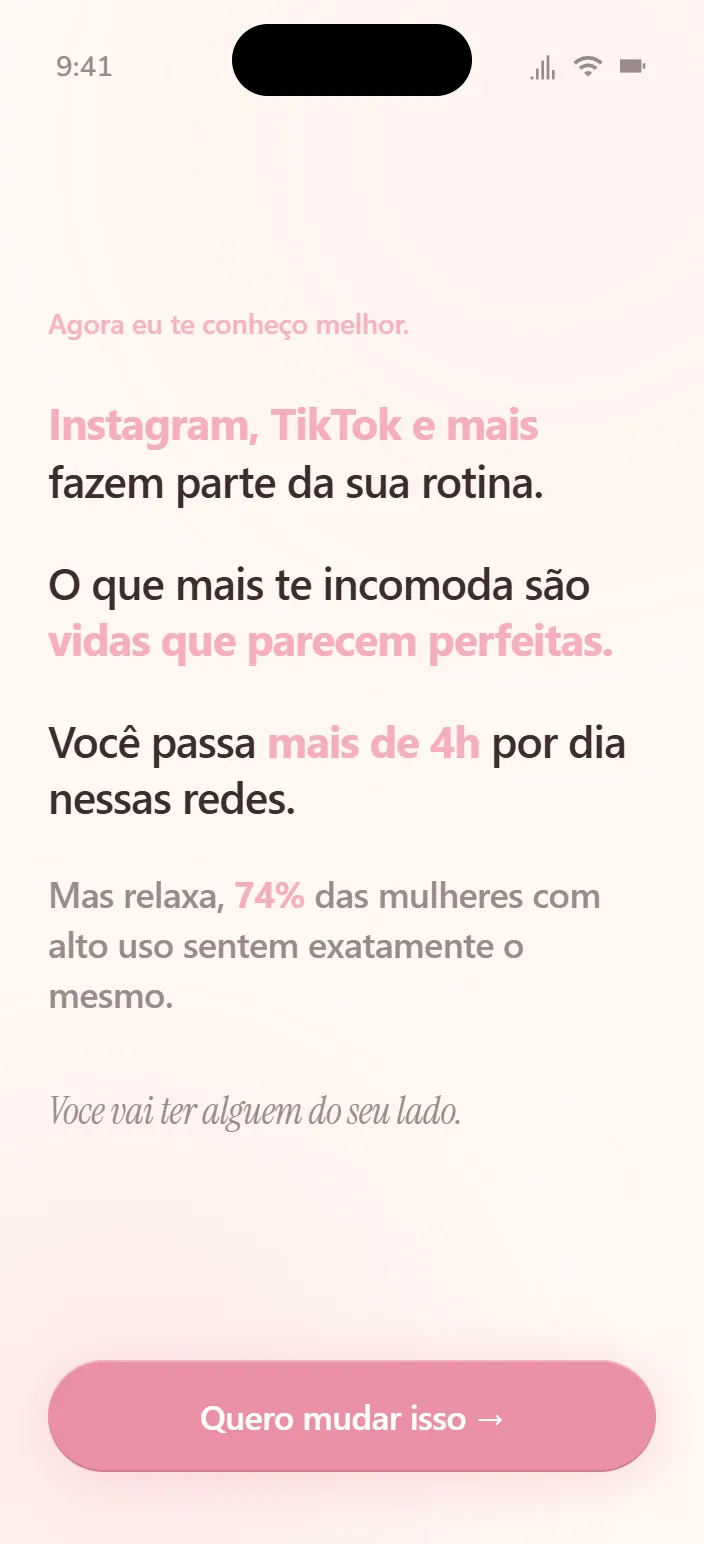 9:41
Agora eu te conheço melhor.
Instagram, TikTok e mais
fazem parte da sua rotina.
O que mais te incomoda são
vidas que parecem perfeitas.
Você passa mais de 4h por dia
nessas redes.
Mas relaxa, 74% das mulheres com
alto uso sentem exatamente o
mesmo.
Voce vai ter alguem do seu lado.
Quero mudar isso →